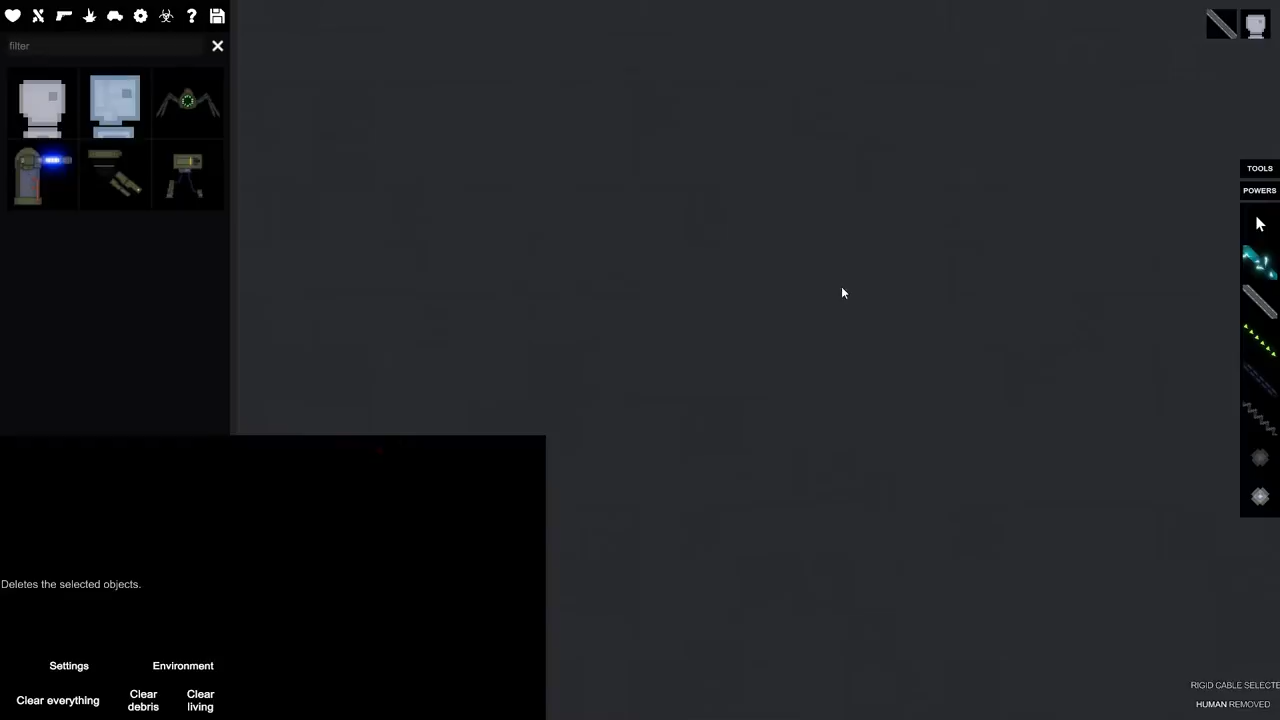 filter
TOOLS
POWERS
Deletes the selected objects.
Settings
Environment
Clear everything
Clear
debris
Clear
living
RIGID CABLE SELECTE
HUMAN REMOVED